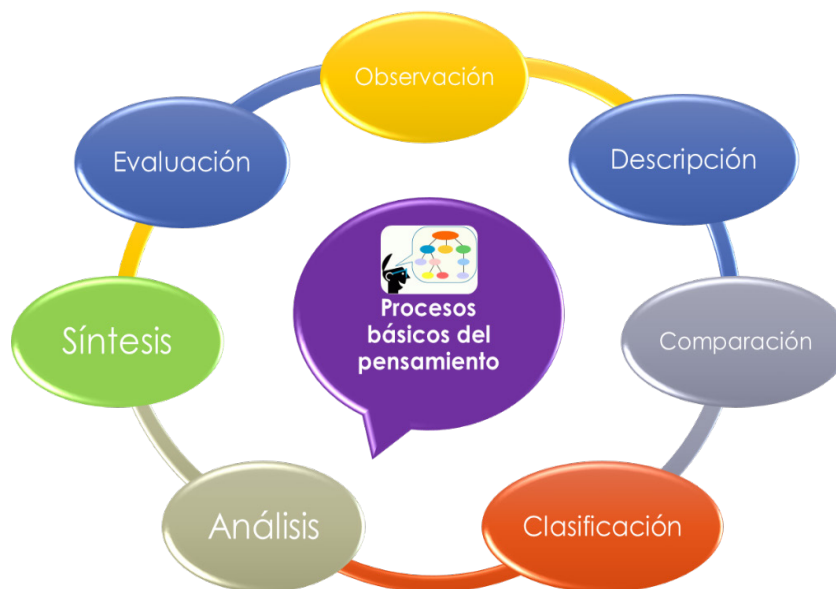 Observación
Descripción
Comparación
Clasificación
Análisis
Síntesis
Evaluación
Procesos
básicos del
pensamiento